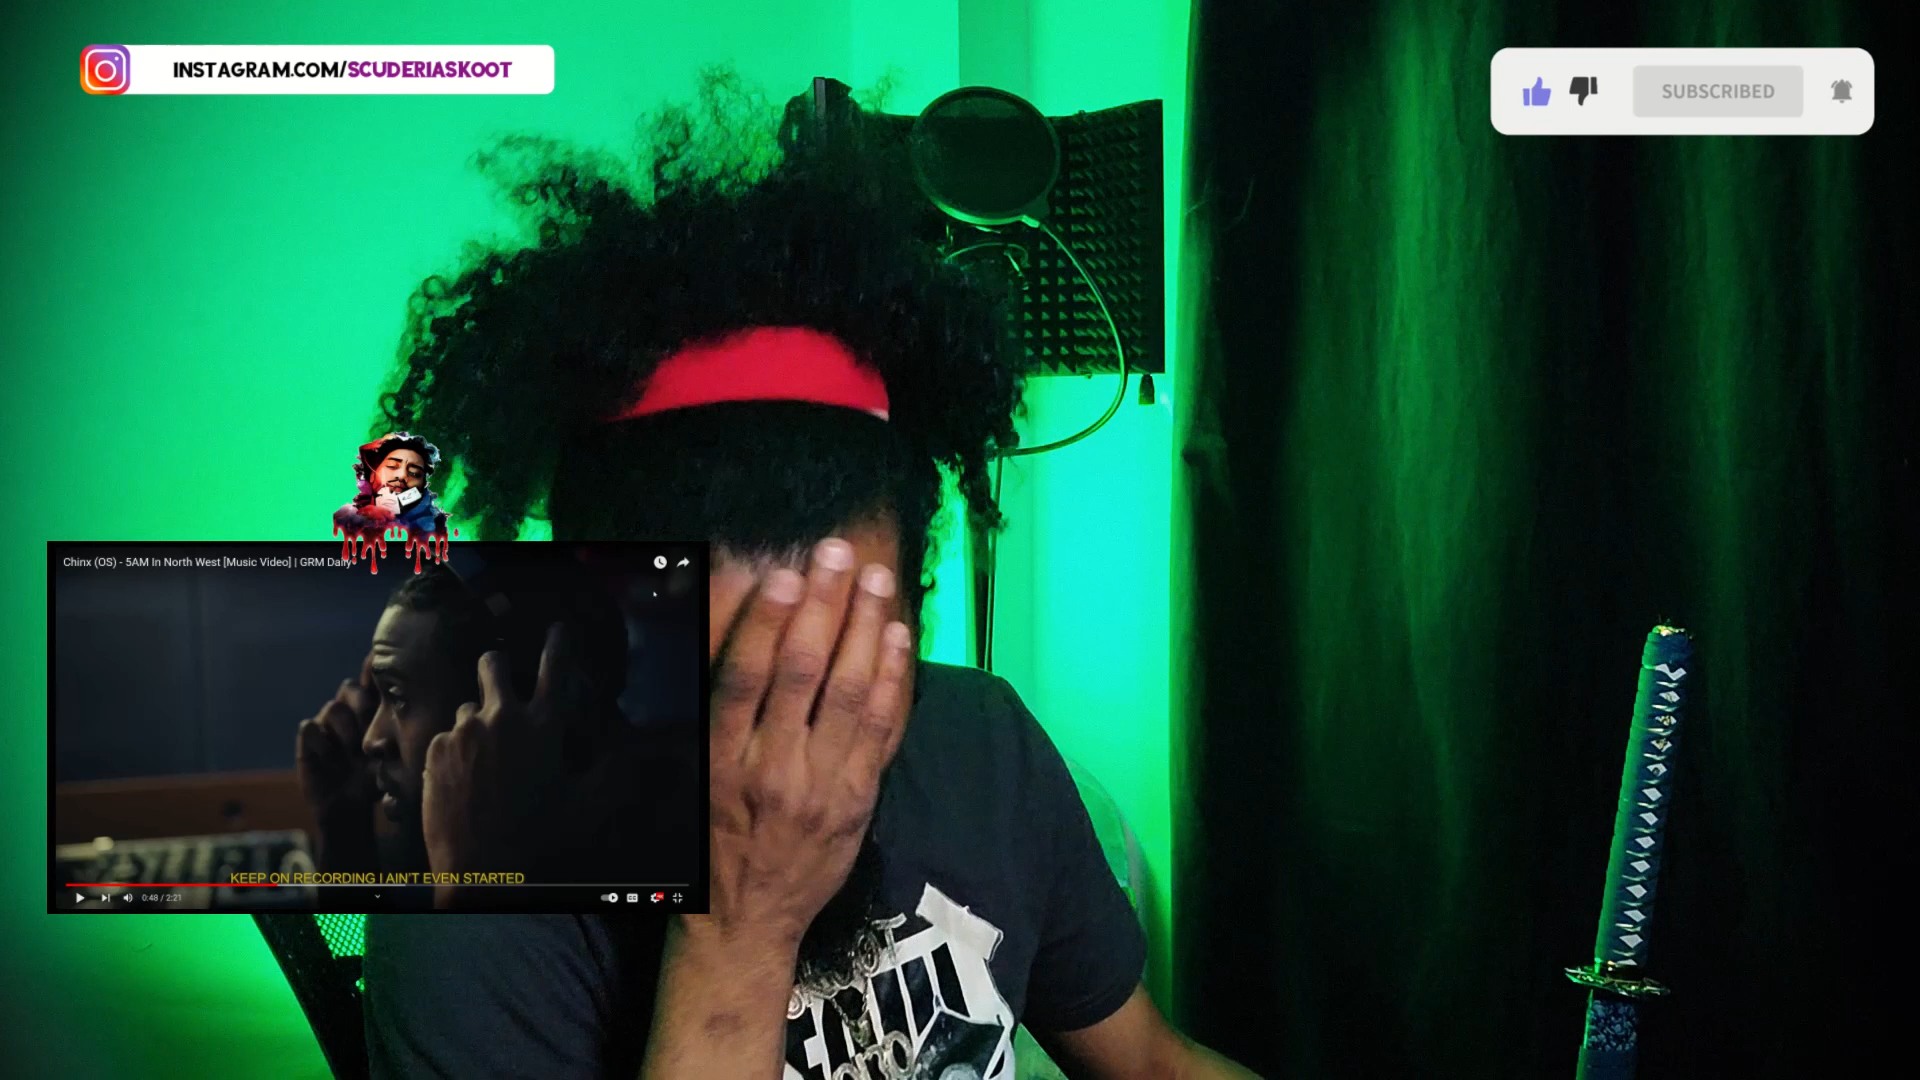 INSTAGRAM.COM/SCUDERIASKOOT
SUBSCRIBED
Chinx (OS) - 5AM In North West [Music Video] | GRM Daily
KEEP ON RECORDING I AIN'T EVEN STARTED
0:48 / 2:21